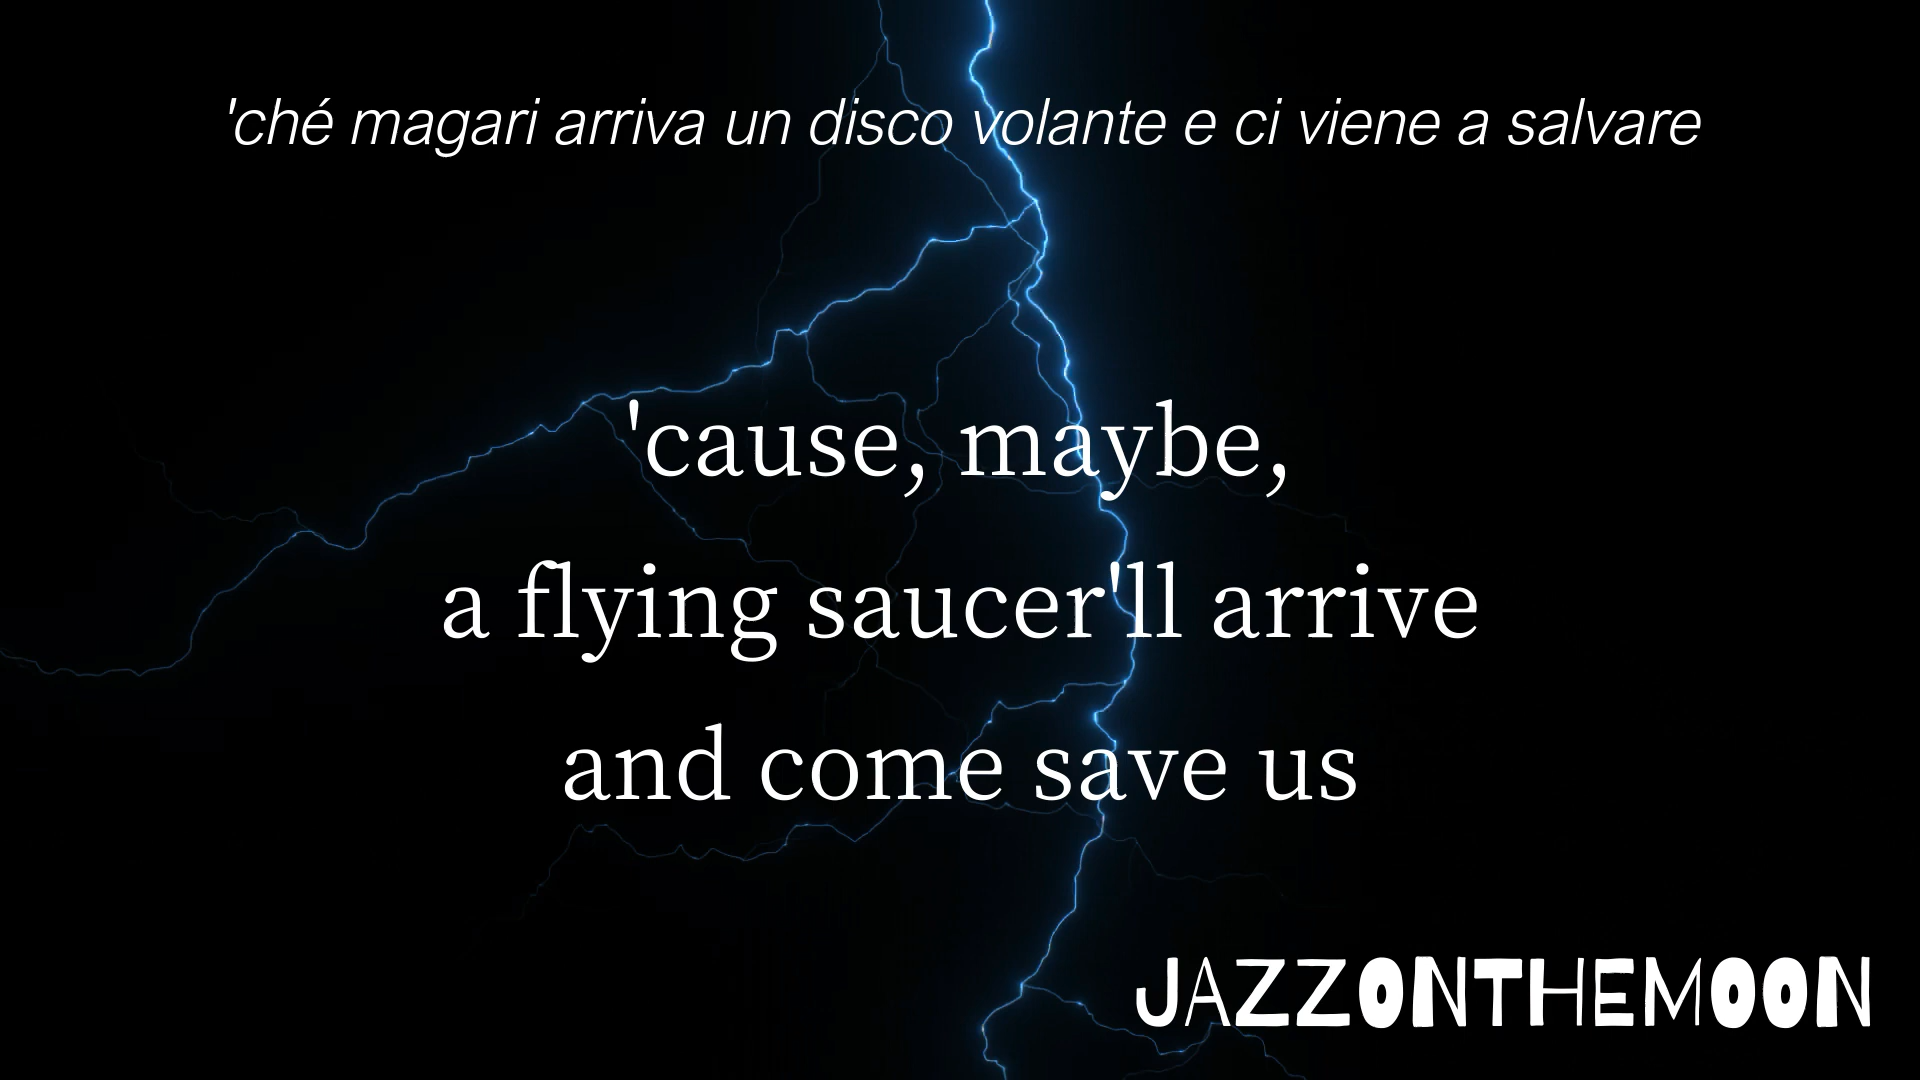 'ché magari arriva un disco volante e ci viene a salvare
'cause, maybe,
a flying saucer'll arrive
and come save us
JAZZONTHEMOON